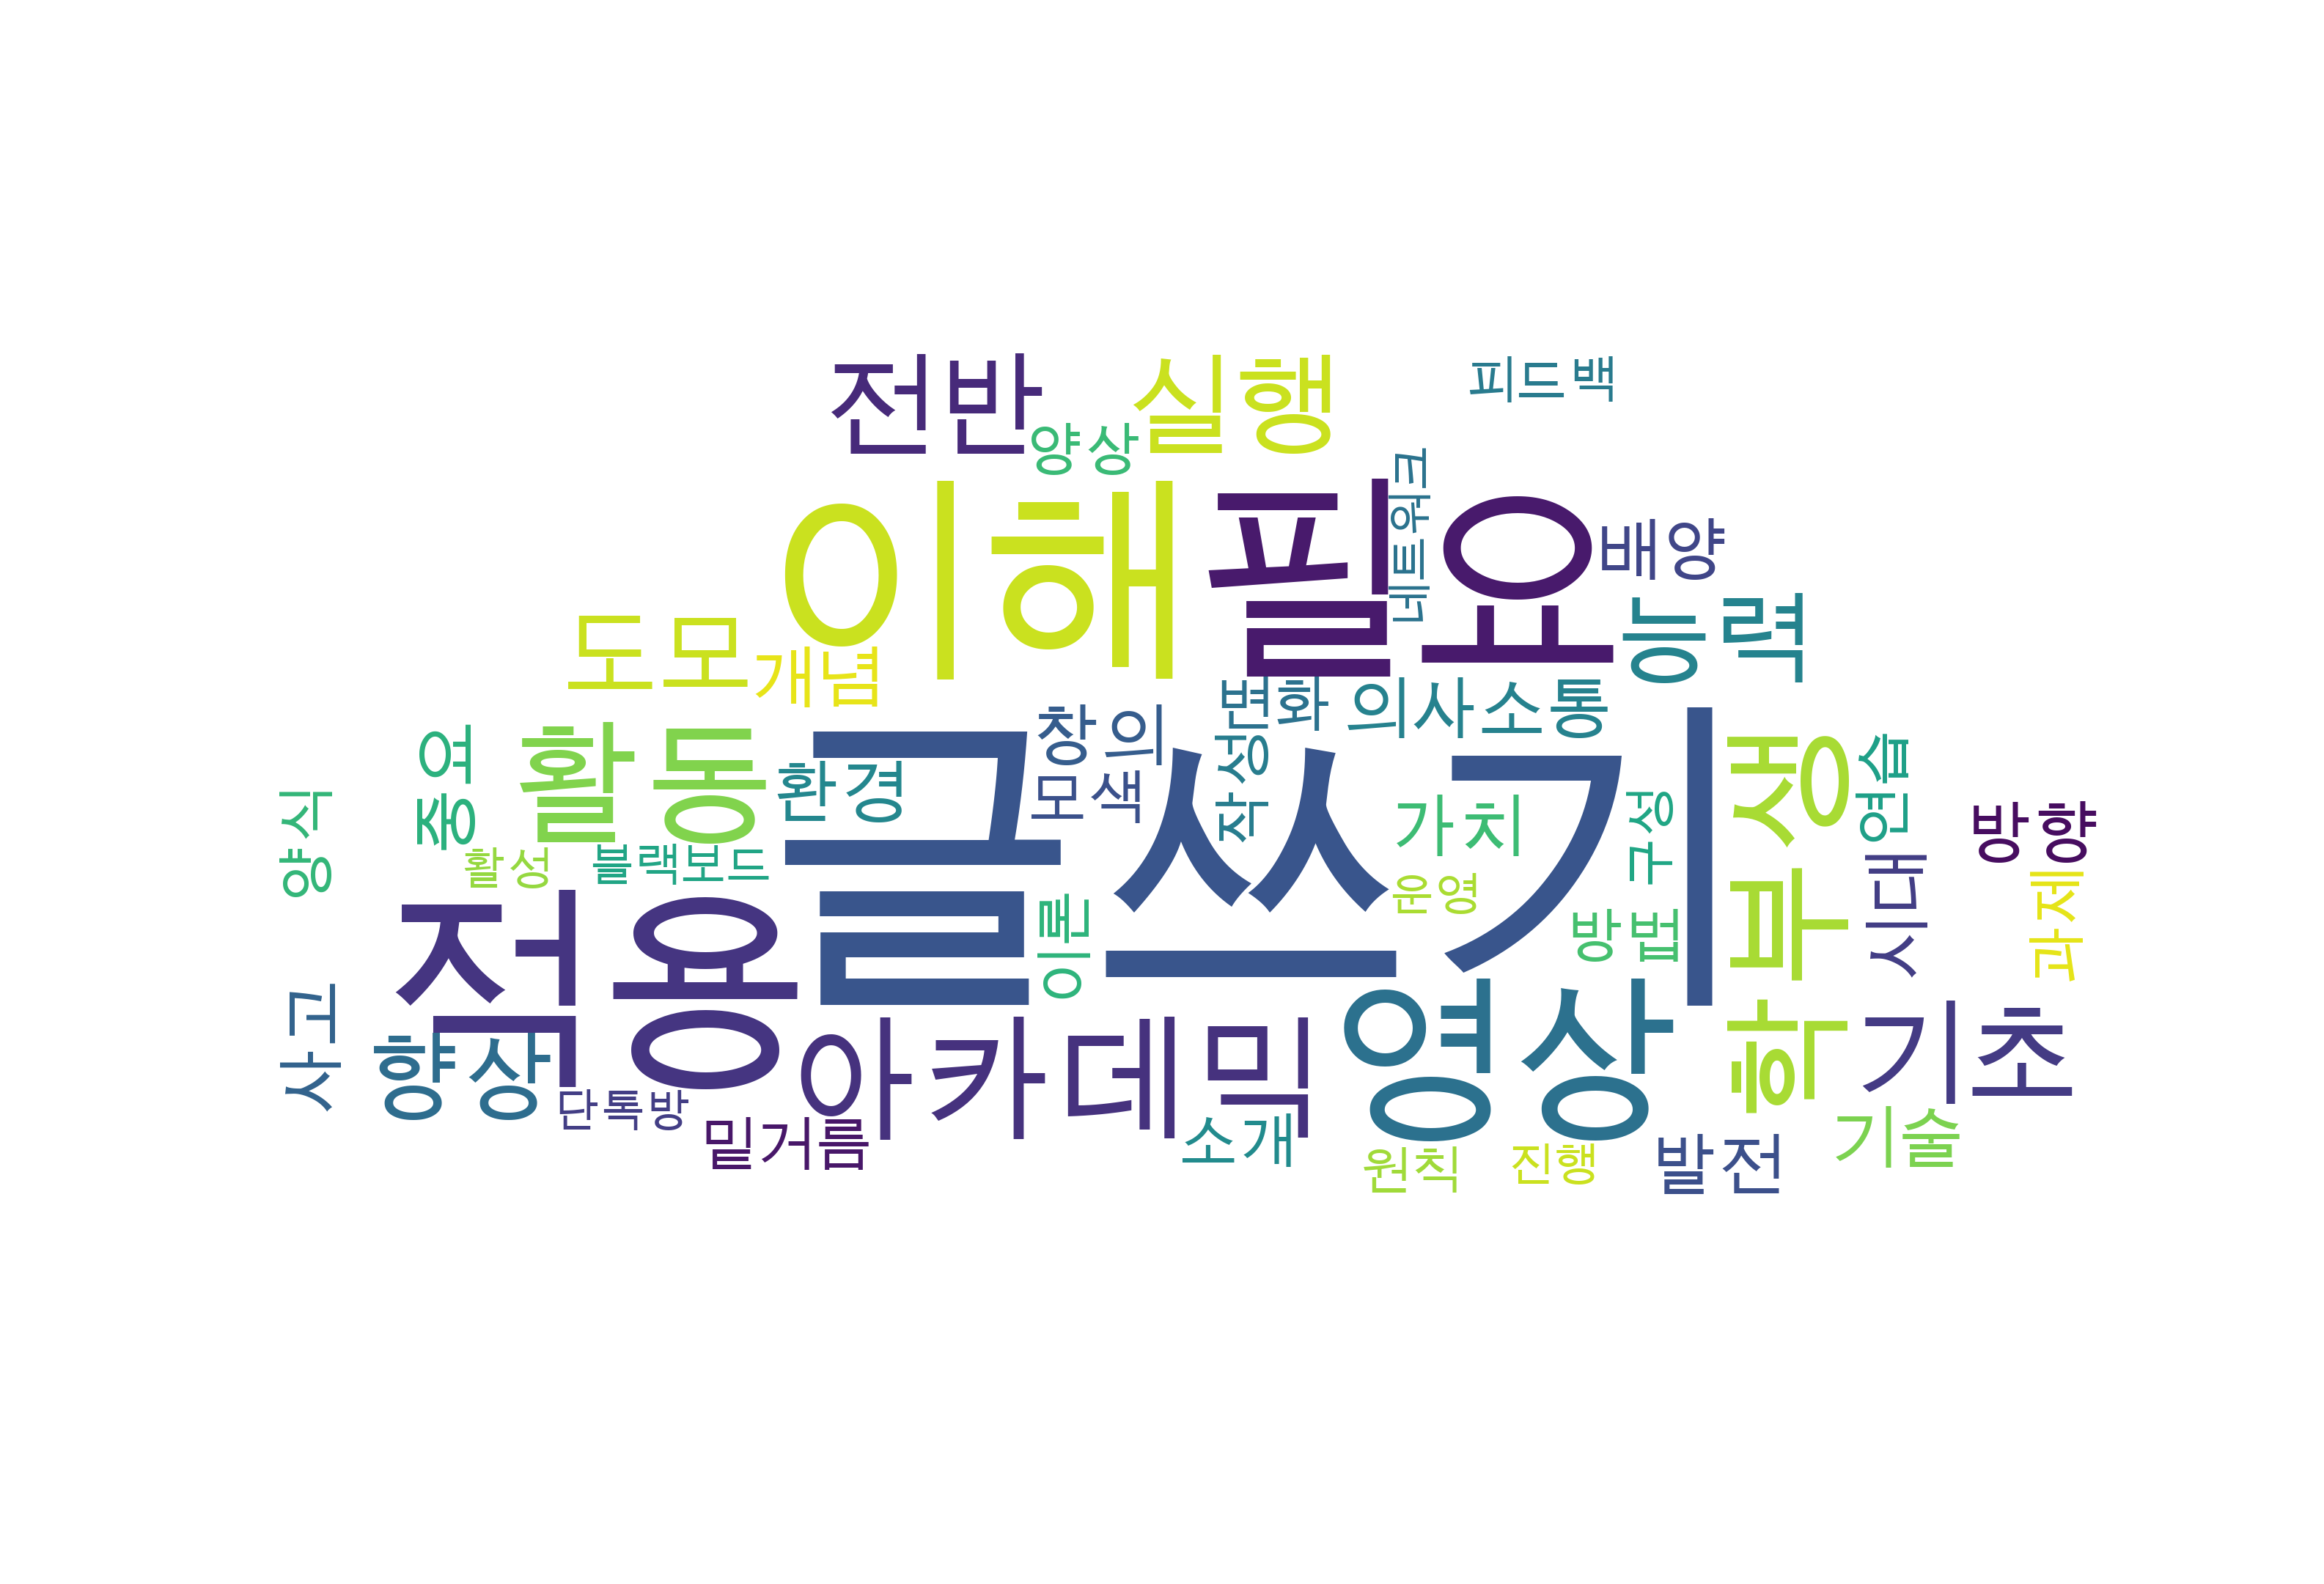 전반
실행
피드백
양상
네트워크
이해
필요
배양
능력
도모
개념
변화
의사소통
창의
중요
활동
환경
모색
작성
글쓰기
가치
구성
학부생
연습
방향
양식
활성
블랙보드
운영
시대
과제
적용
이론
방법
사고
향상
단톡방
아카데믹
영상
기초
밑거름
소개
원칙
진행
발전
기술